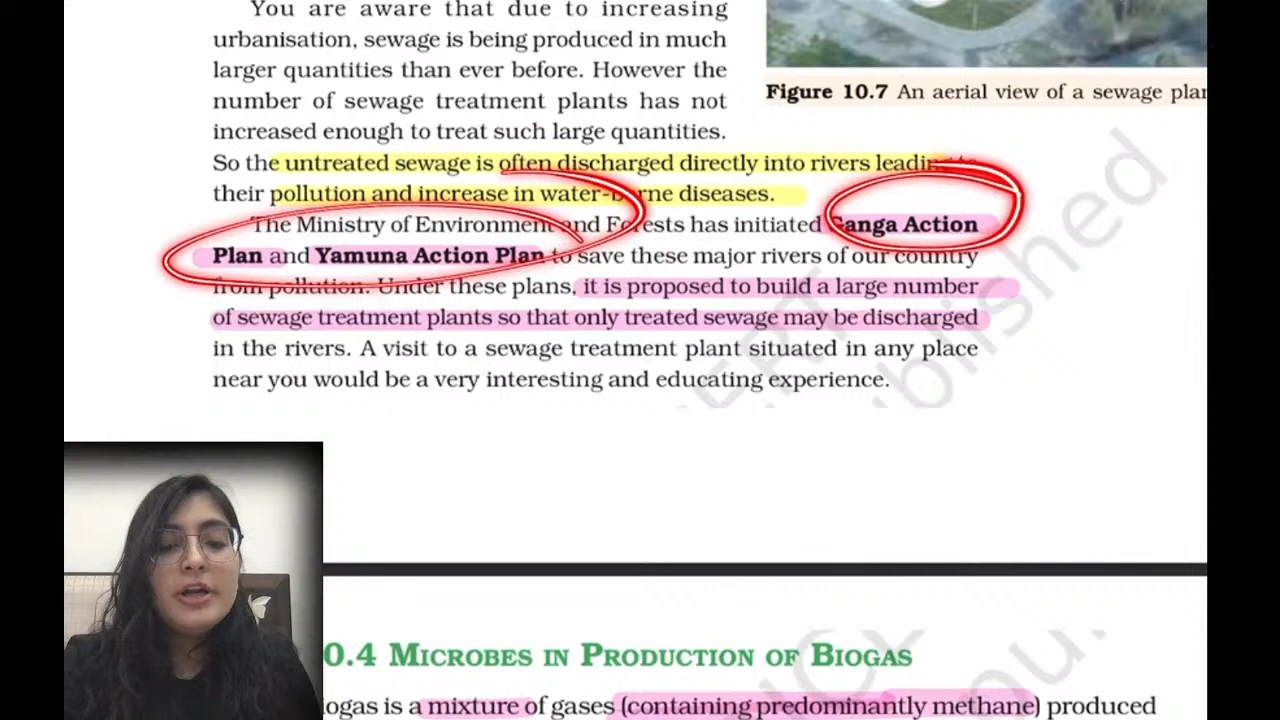 You are aware that due to increasing
urbanisation, sewage is being produced in much
larger quantities than ever before. However the
number of sewage treatment plants has not
increased enough to treat such large quantities.
So the untreated sewage is often discharged directly into rivers leading to
their pollution and increase in water-borne diseases.
The Ministry of Environment and Forests has initiated Ganga Action
Plan and Yamuna Action Plan to save these major rivers of our country
from pollution. Under these plans, it is proposed to build a large number
of sewage treatment plants so that only treated sewage may be discharged
in the rivers. A visit to a sewage treatment plant situated in any place
near you would be a very interesting and educating experience.
Figure 10.7 An aerial view of a sewage plan
0.4 MICROBES IN PRODUCTION OF BIOGAS
iogas is a mixture of gases (containing predominantly methane) produced